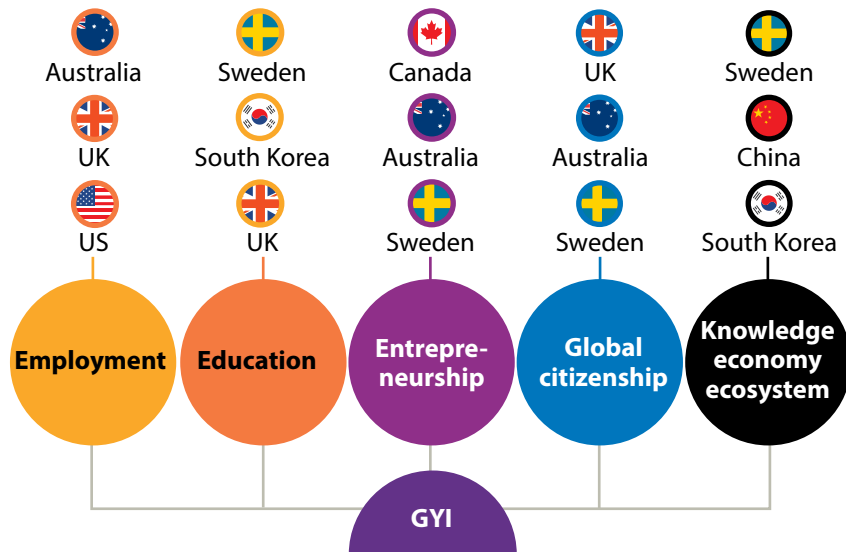 Australia
Sweden
Canada
UK
Sweden
UK
South Korea
Australia
Australia
China
US
UK
Sweden
Sweden
South Korea
Employment
Education
Entrepre-
neurship
Global
citizenship
Knowledge
economy
ecosystem
GYI